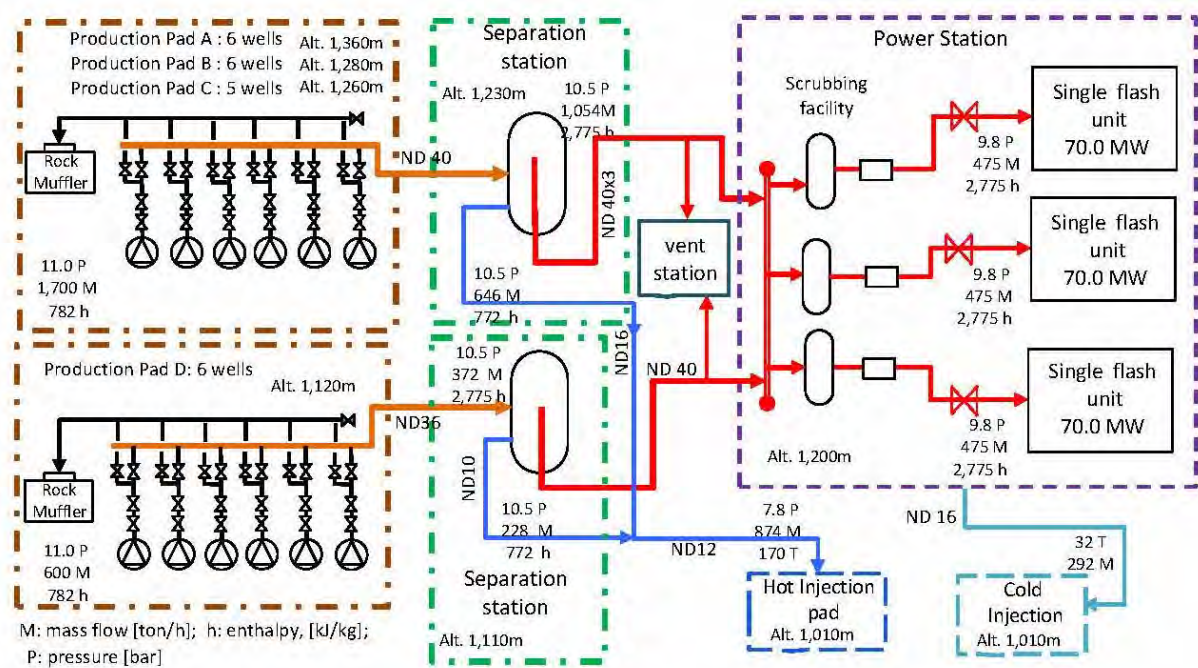 Production Pad A : 6 wells
Alt. 1,360m
Production Pad B : 6 wells
Alt. 1,280m
Production Pad C : 5 wells
Alt. 1,260m
Rock
Muffler
11.0 P
1,700 M
782 h
ND 40
Separation
station
Alt. 1,230m
10.5 P
1,054M
2,775 h
ND 40x3
10.5 P
646 M
772 h
ND16
vent
station
Power Station
Scrubbing
facility
9.8 P
475 M
2,775 h
Single flash
unit
70.0 MW
9.8 P
475 M
2,775 h
Single flash
unit
70.0 MW
9.8 P
475 M
2,775 h
Single flash
unit
70.0 MW
Alt. 1,200m
Production Pad D: 6 wells
Alt. 1,120m
Rock
Muffler
11.0 P
600 M
782 h
ND36
10.5 P
372 M
2,775 h
ND 40
ND10
10.5 P
228 M
772 h
Separation
station
Alt. 1,110m
ND12
7.8 P
874 M
170 T
Hot Injection
pad
Alt. 1,010m
ND 16
32 T
292 M
Cold
Injection
Alt. 1,010m
M: mass flow [ton/h]; h: enthalpy, [kJ/kg];
P: pressure [bar]